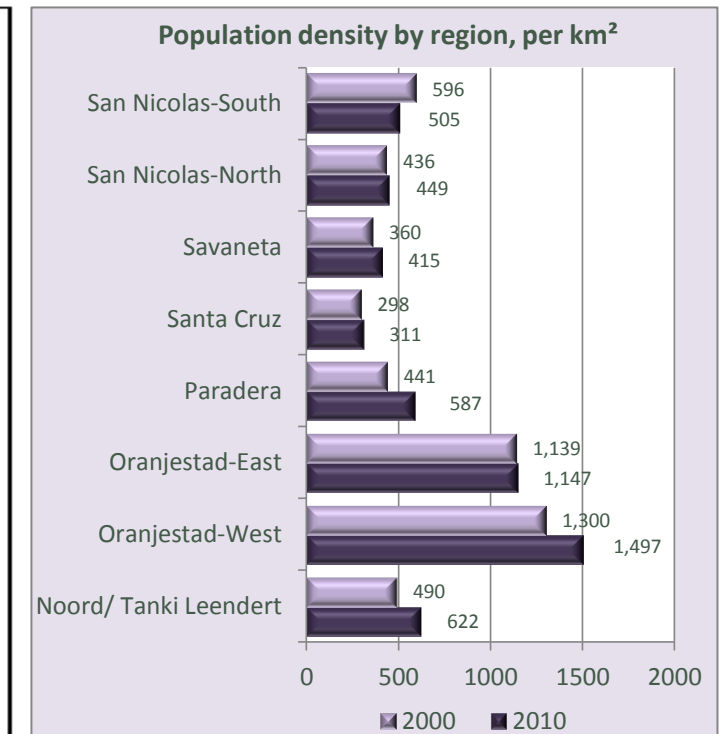 Population density by region, per km²
San Nicolas-South
596
505
San Nicolas-North
436
449
Savaneta
360
415
Santa Cruz
298
311
Paradera
441
587
Oranjestad-East
1,139
1,147
Oranjestad-West
1,300
1,497
Noord/ Tanki Leendert
490
622
0 500 1000 1500 2000
2000 2010